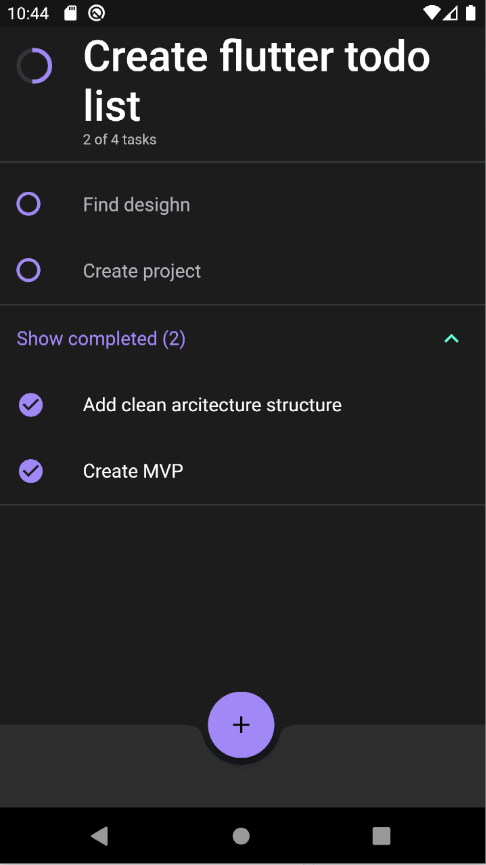 10:44
Create flutter todo
list
2 of 4 tasks
Find desighn
Create project
Show completed (2)
Add clean arcitecture structure
Create MVP
+